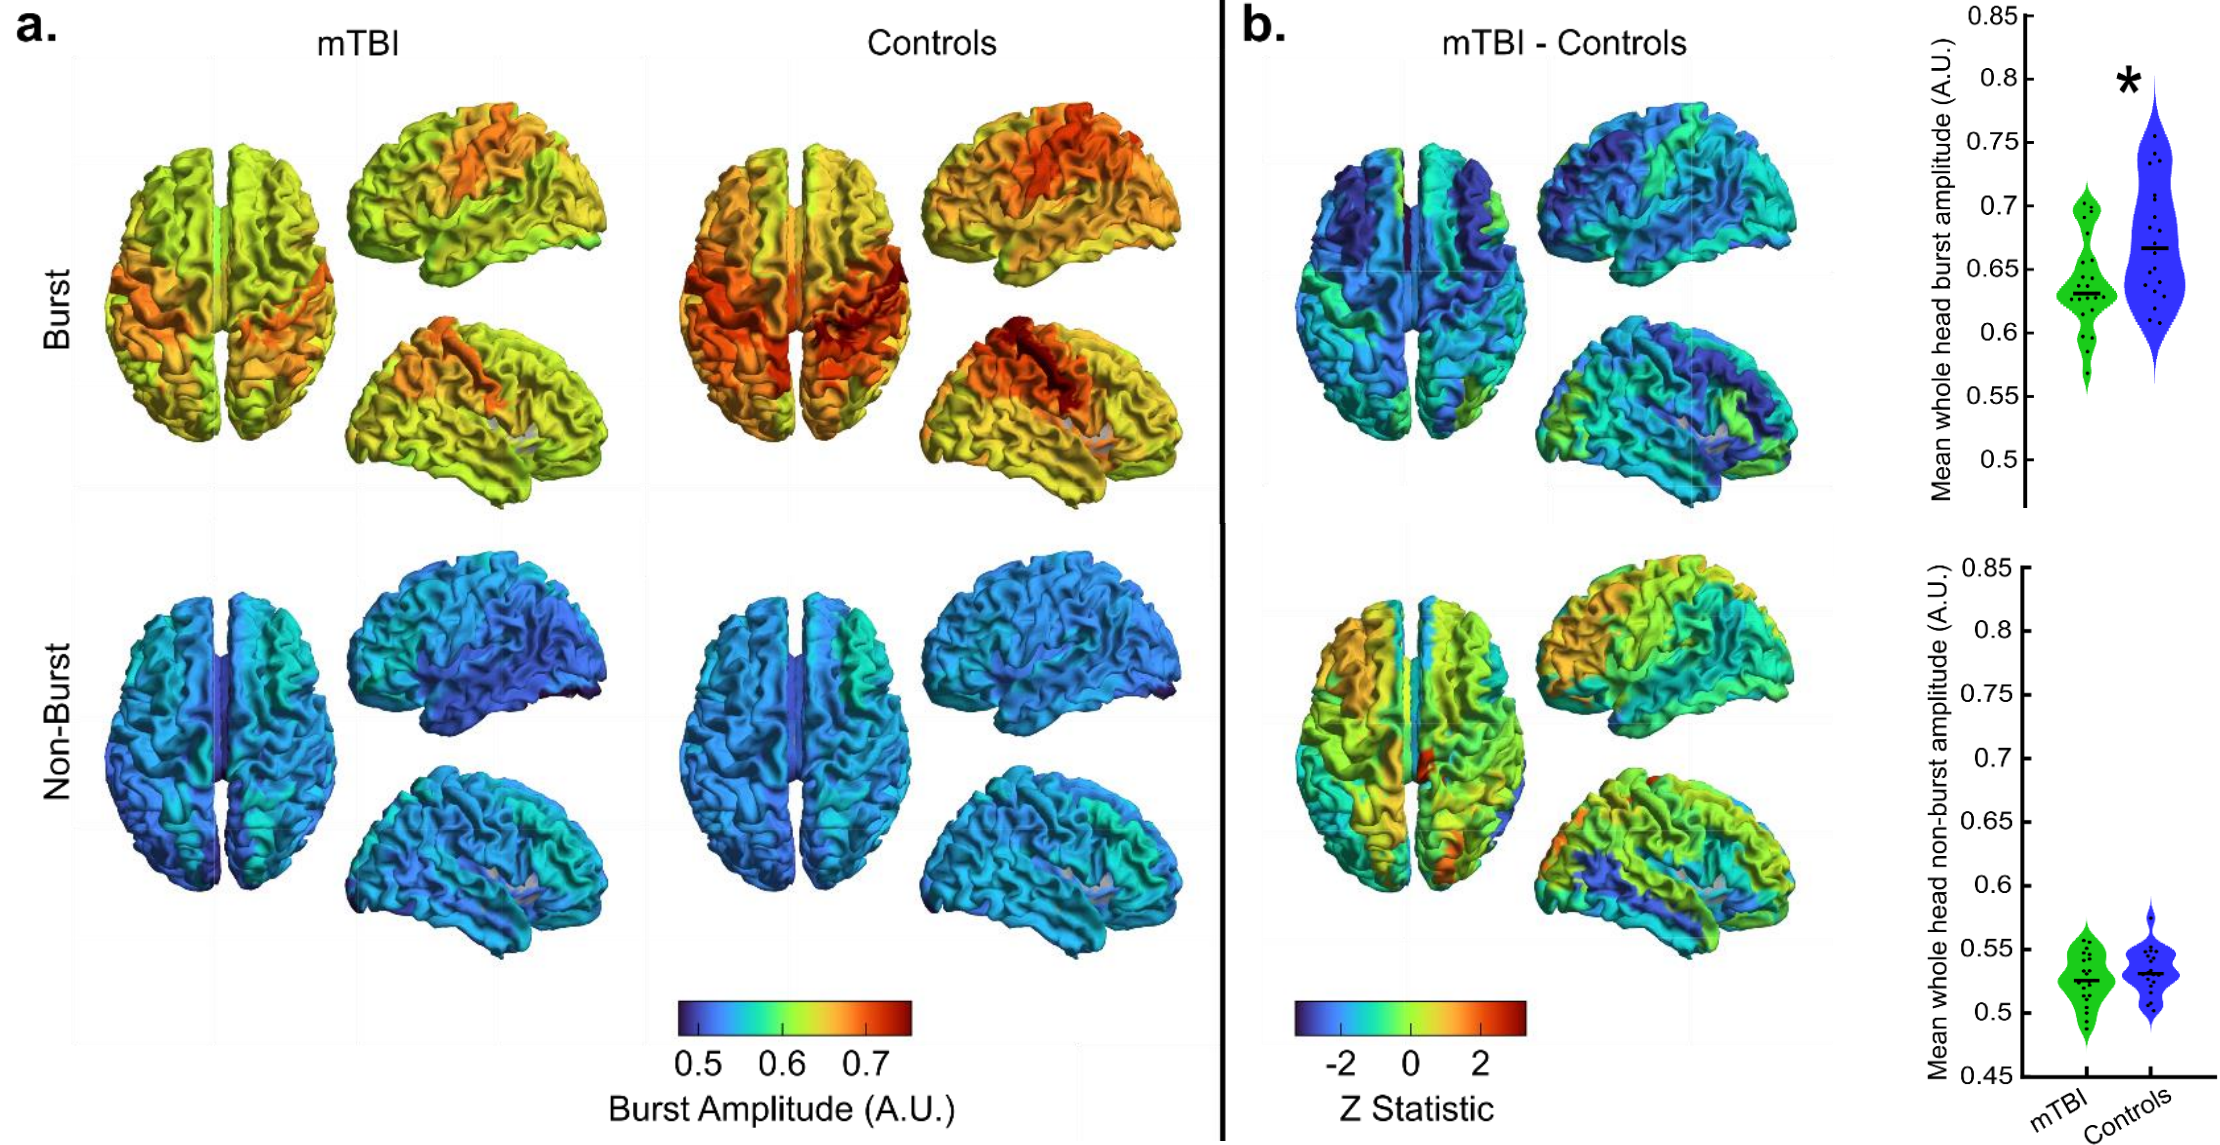 a.
mTBI
Controls
Burst
Non-Burst
0.5 0.6 0.7
Burst Amplitude (A.U.)
b.
mTBI - Controls
-2 0 2
Z Statistic
Mean whole head burst amplitude (A.U.)
0.85
0.8
0.75
0.7
0.65
0.6
0.55
0.5
*
Mean whole head non-burst amplitude (A.U.)
0.85
0.8
0.75
0.7
0.65
0.6
0.55
0.5
0.45
mTBI
Controls